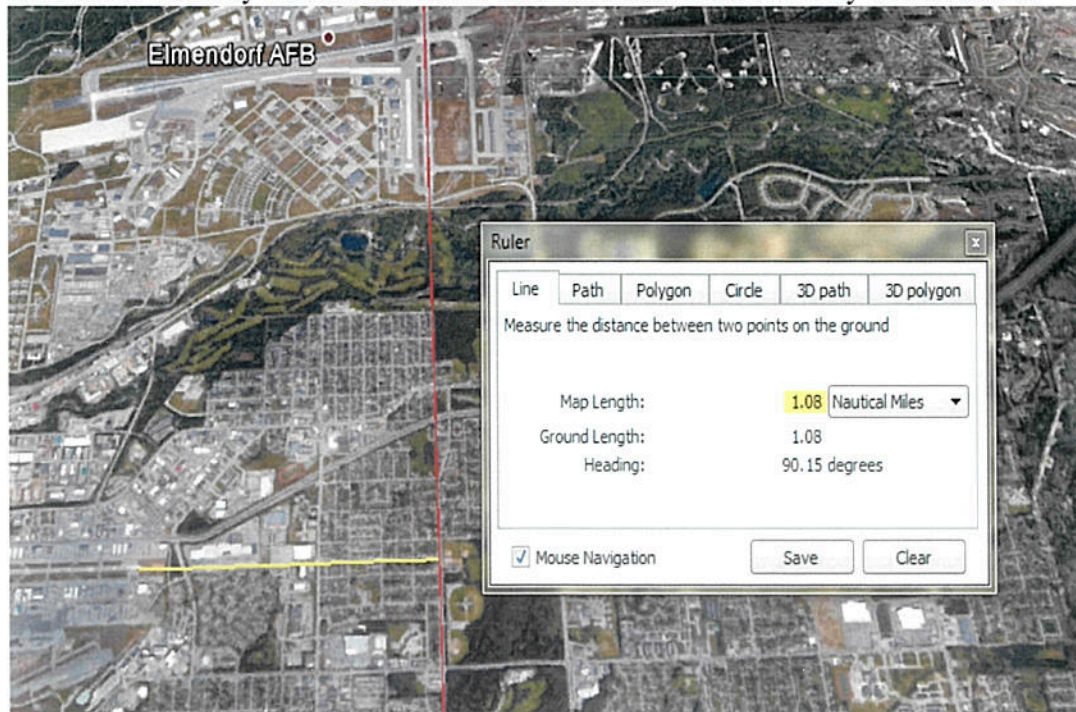 Elmendorf AFB
Ruler
Line Path Polygon Circle 3D path 3D polygon
Measure the distance between two points on the ground
Map Length: 1.08 Nautical Miles
Ground Length: 1.08
Heading: 90.15 degrees
Mouse Navigation Save Clear